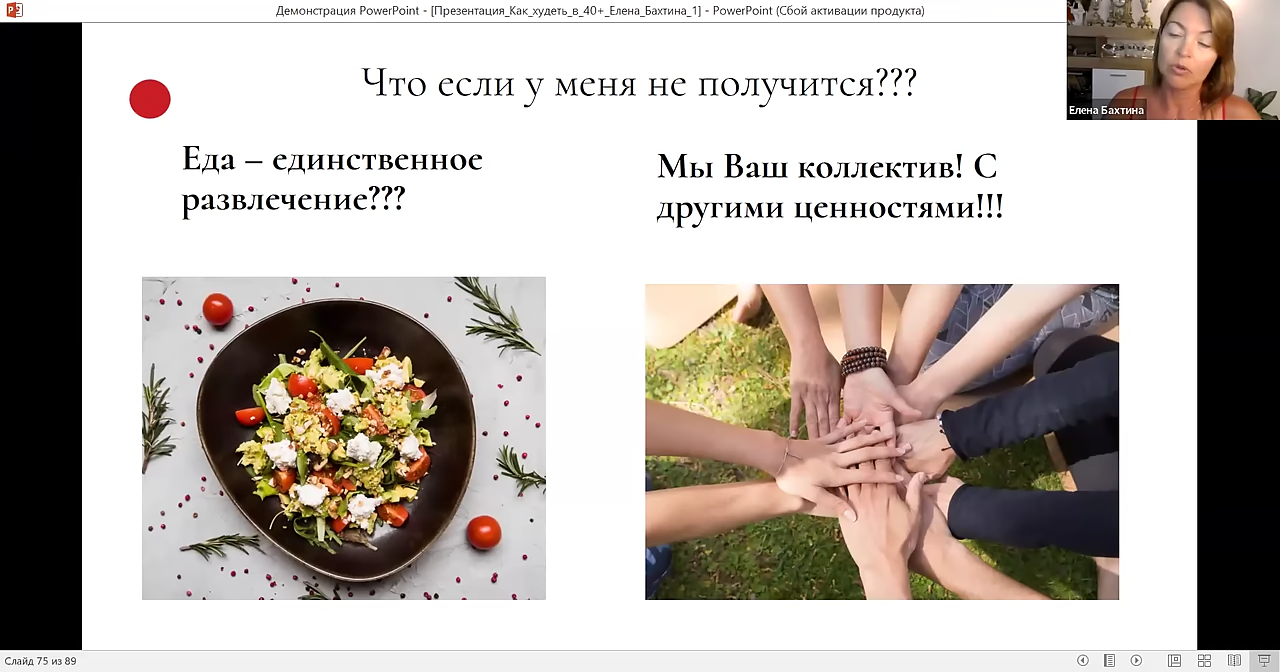 Демонстрация PowerPoint - [Презентация_Как_худеть_в_40+_Елена_Бахтина_1] - PowerPoint (Сбой активации продукта)
Что если у меня не получится???
Елена Бахтина
Еда – единственное
развлечение???
Мы Ваш коллектив! С
другими ценностями!!!
Слайд 75 из 89